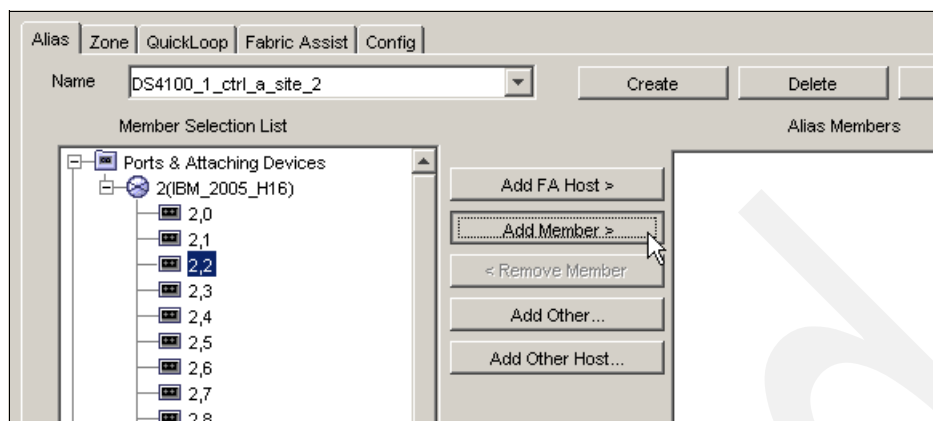 Alias Zone QuickLoop Fabric Assist Config
Name DS4100_1_ctrl_a_site_2 Create Delete
Member Selection List Alias Members
Ports & Attaching Devices
2(IBM_2005_H16)
2,0
2,1
2,2
2,3
2,4
2,5
2,6
2,7
2,8
Add FA Host >
Add Member >
< Remove Member
Add Other...
Add Other Host...